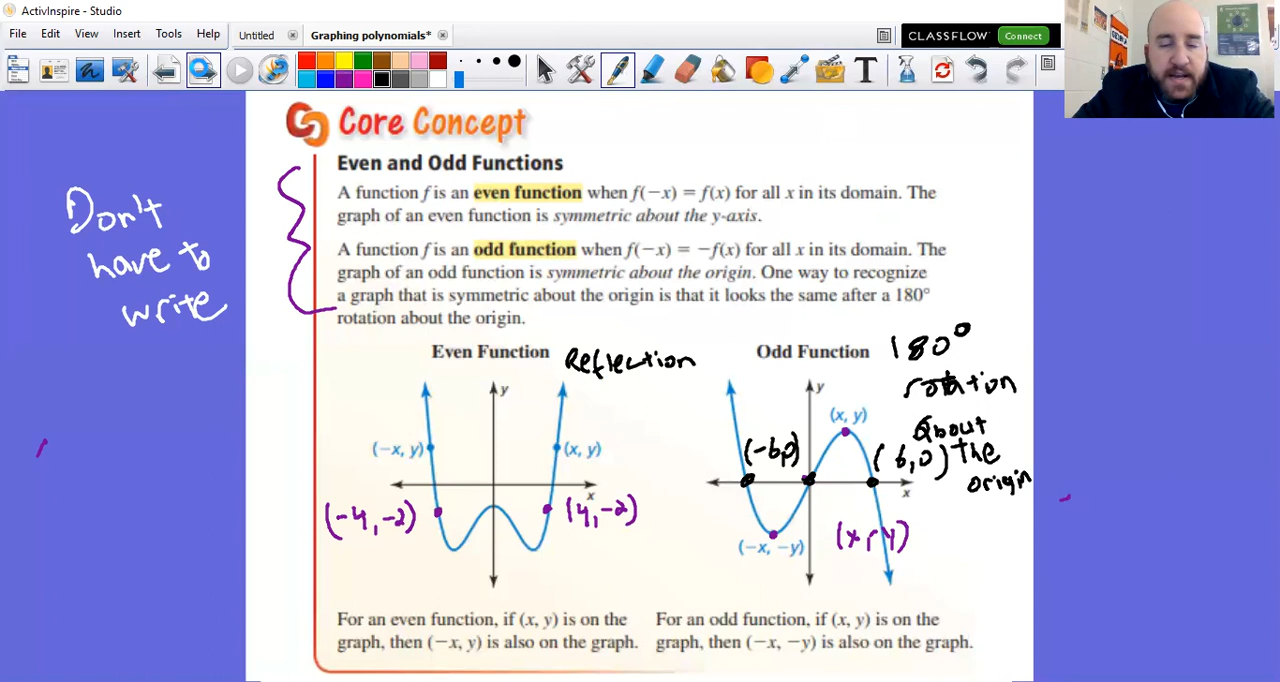 ActivInspire - Studio
File Edit View Insert Tools Help
Untitled
Graphing polynomials*
CLASSFLOW Connect
T
Core Concept
Even and Odd Functions
A function f is an even function when f(−x) = f(x) for all x in its domain. The
graph of an even function is symmetric about the y-axis.
A function f is an odd function when f(−x) = −f(x) for all x in its domain. The
graph of an odd function is symmetric about the origin. One way to recognize
a graph that is symmetric about the origin is that it looks the same after a 180°
rotation about the origin.
Don't
have to
write
Even Function
Reflection
y
(−x, y)
(x, y)
x
(-4,-2)
(4,-2)
Odd Function
180°
rotation
About
the
origin
y
(x, y)
(-6,0)
(6,0)
x
(−x, −y)
(x, y)
For an even function, if (x, y) is on the
graph, then (−x, y) is also on the graph.
For an odd function, if (x, y) is on the
graph, then (−x, −y) is also on the graph.